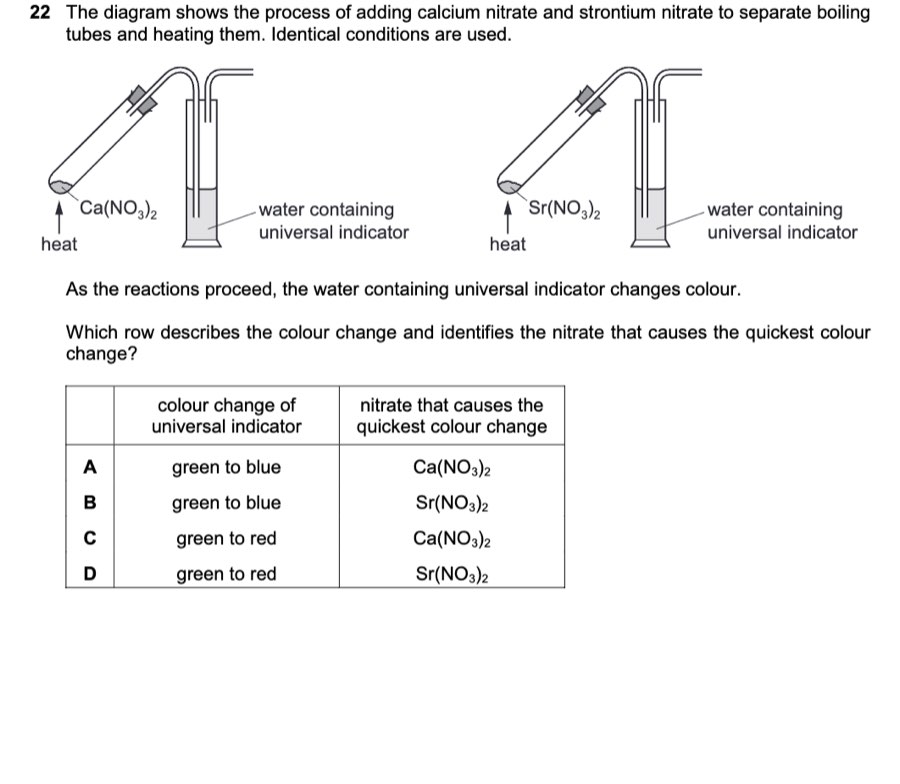 22 The diagram shows the process of adding calcium nitrate and strontium nitrate to separate boiling
tubes and heating them. Identical conditions are used.
Ca(NO₃)₂
heat
water containing
universal indicator
Sr(NO₃)₂
heat
water containing
universal indicator
As the reactions proceed, the water containing universal indicator changes colour.
Which row describes the colour change and identifies the nitrate that causes the quickest colour
change?
colour change of
universal indicator
nitrate that causes the
quickest colour change
A green to blue Ca(NO₃)₂
B green to blue Sr(NO₃)₂
C green to red Ca(NO₃)₂
D green to red Sr(NO₃)₂